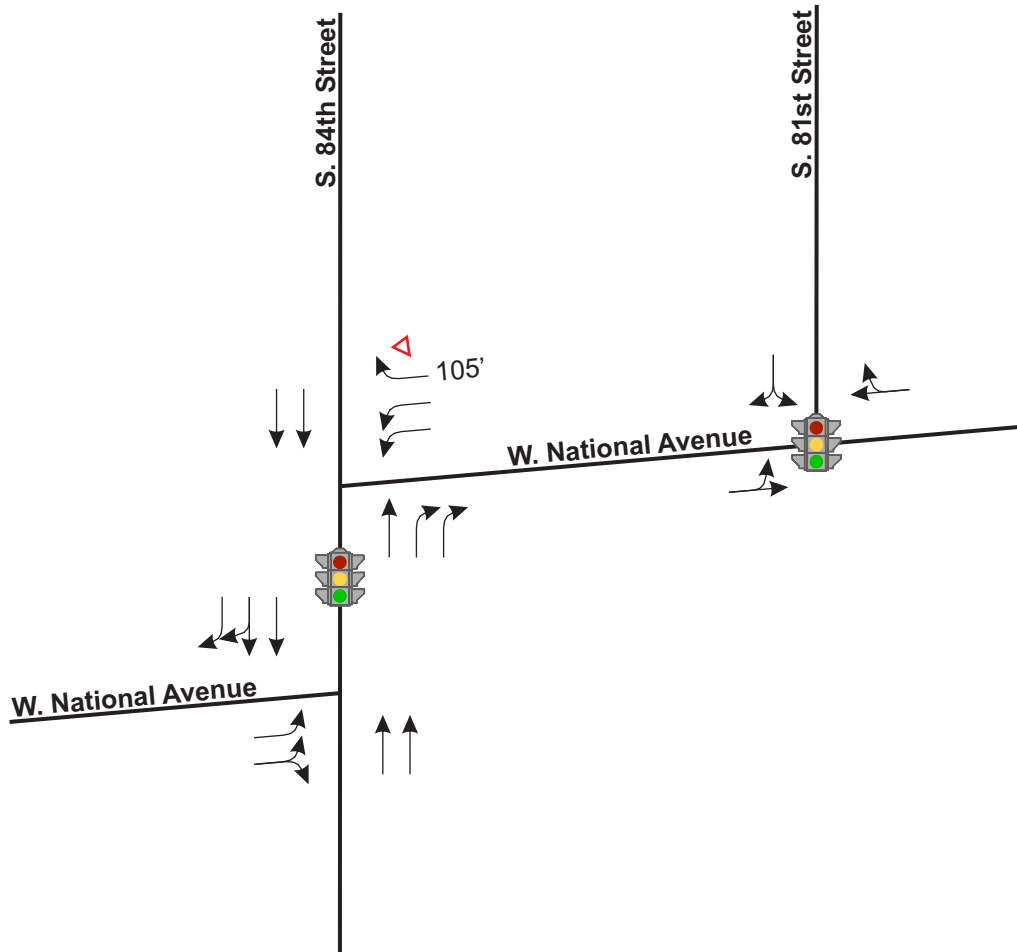 S. 84th Street
S. 81st Street
105'
W. National Avenue
W. National Avenue